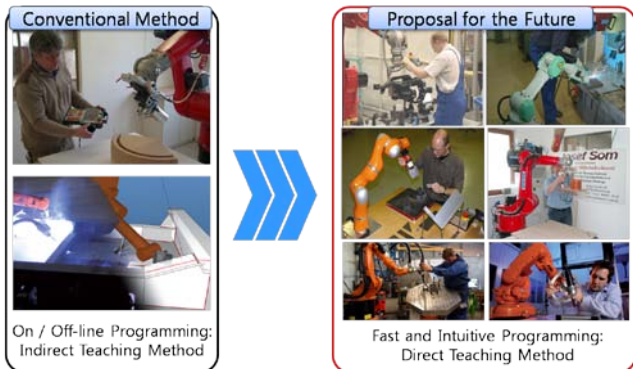 Conventional Method
On / Off-line Programming:
Indirect Teaching Method
Proposal for the Future
Som
Fast and Intuitive Programming:
Direct Teaching Method